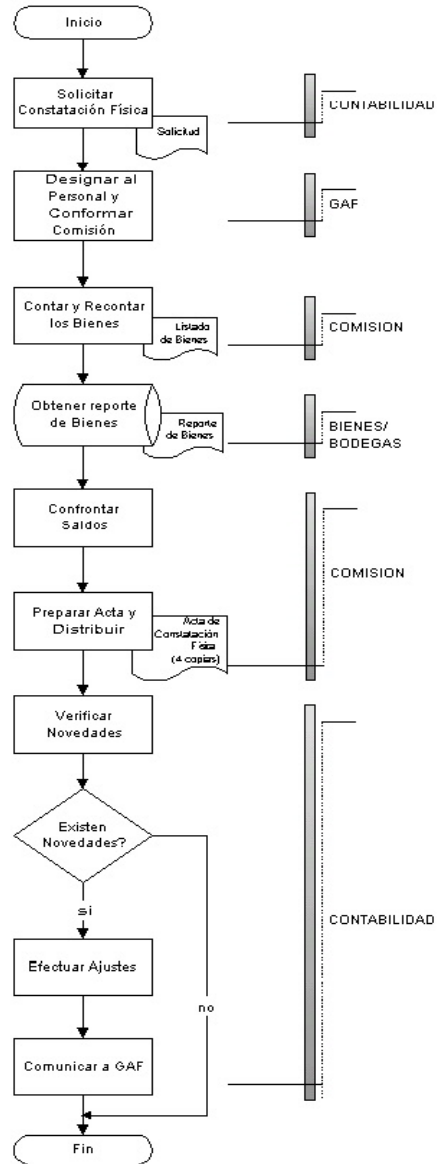 Inicio
Solicitar
Constatación Física
Solicitud
CONTABILIDAD
Designar al
Personal y
Conformar
Comisión
GAF
Contar y Recontar
los Bienes
Listado
de Bienes
COMISION
Obtener reporte
de Bienes
Reporte
de Bienes
BIENES/
BODEGAS
Confrontar
Saldos
COMISION
Preparar Acta y
Distribuir
Acta de
Constatación
Física
(4 copias)
Verificar
Novedades
Existen
Novedades?
si
CONTABILIDAD
Efectuar Ajustes
no
Comunicar a GAF
Fin